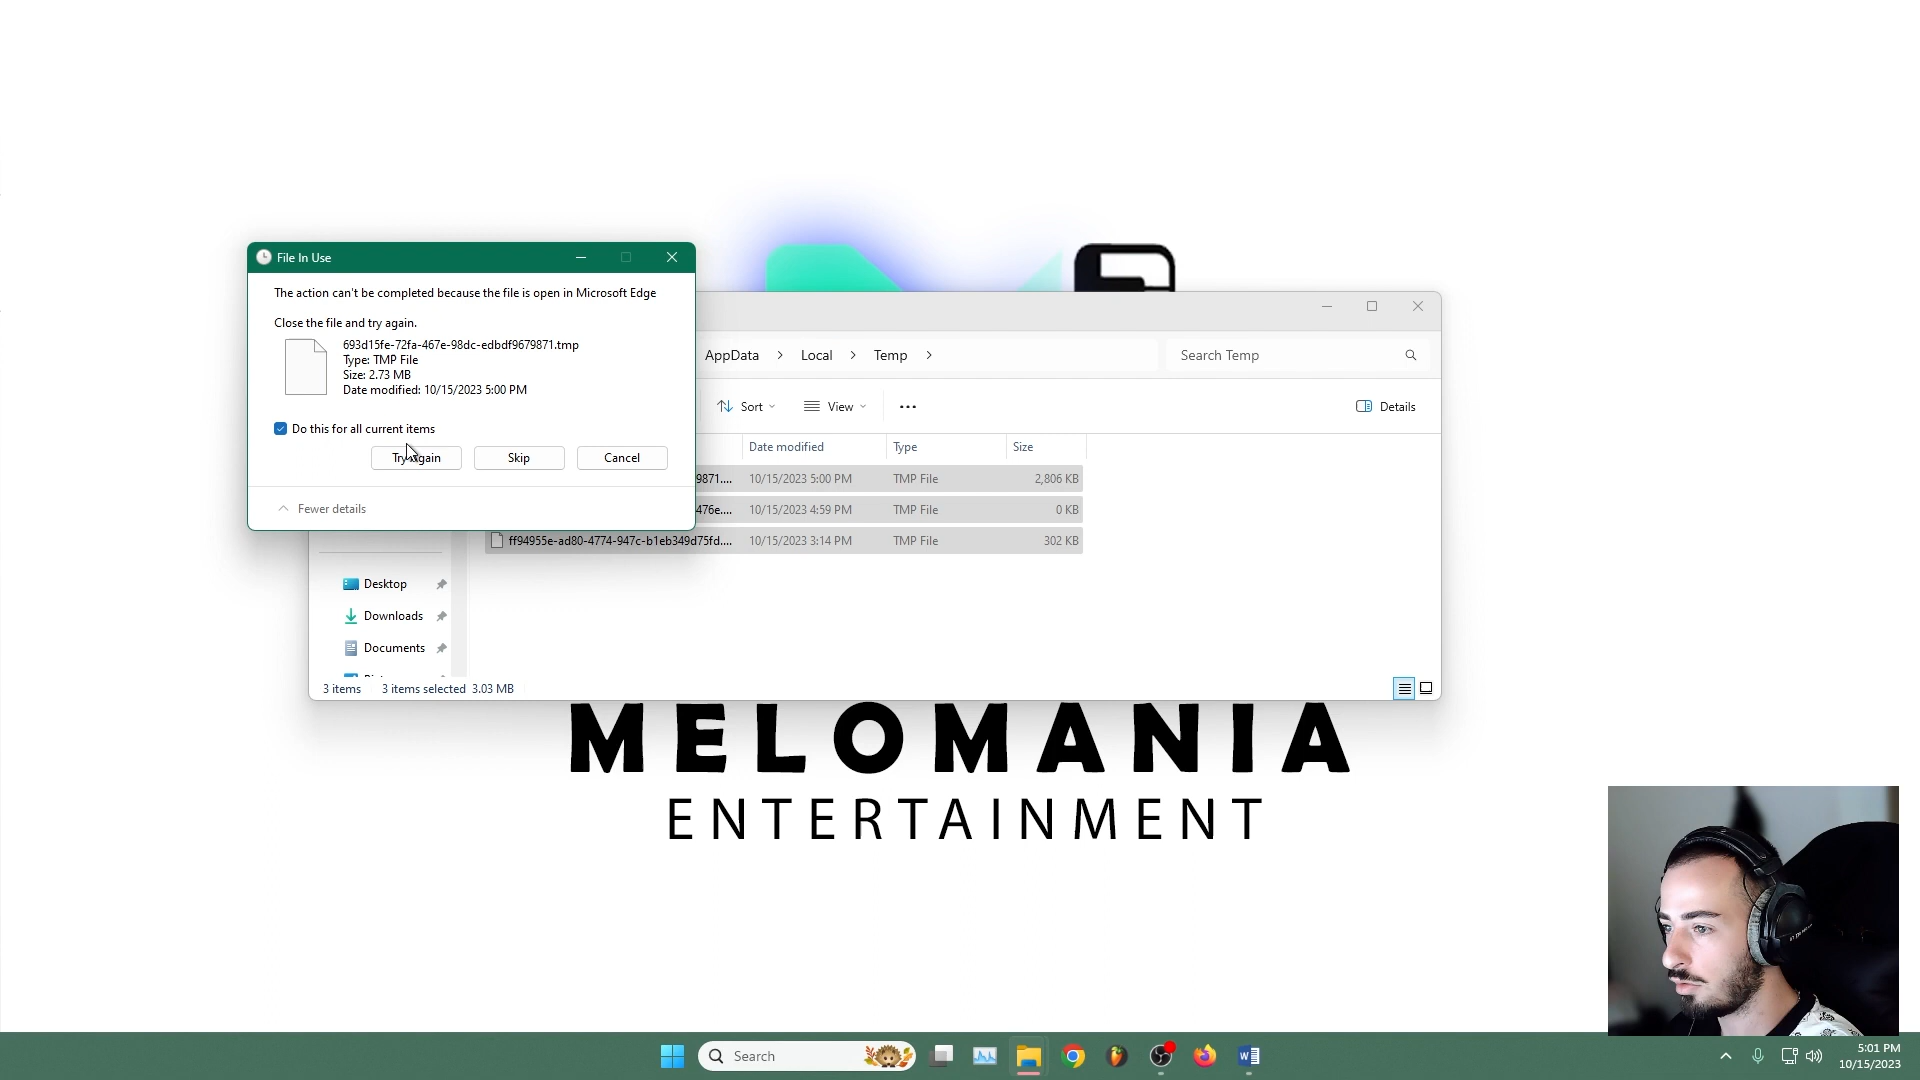 File In Use
The action can't be completed because the file is open in Microsoft Edge
Close the file and try again.
693d15fe-72fa-467e-98dc-edbdf9679871.tmp
Type: TMP File
Size: 2.73 MB
Date modified: 10/15/2023 5:00 PM
Do this for all current items
Try Again Skip Cancel
Fewer details
AppData Local Temp
Search Temp
Sort View Details
Date modified Type Size
9871.... 10/15/2023 5:00 PM TMP File 2,806 KB
476e.... 10/15/2023 4:59 PM TMP File 0 KB
ff94955e-ad80-4774-947c-b1eb349d75fd.... 10/15/2023 3:14 PM TMP File 302 KB
Desktop
Downloads
Documents
3 items 3 items selected 3.03 MB
MELOMANIA
ENTERTAINMENT
Search
5:01 PM
10/15/2023